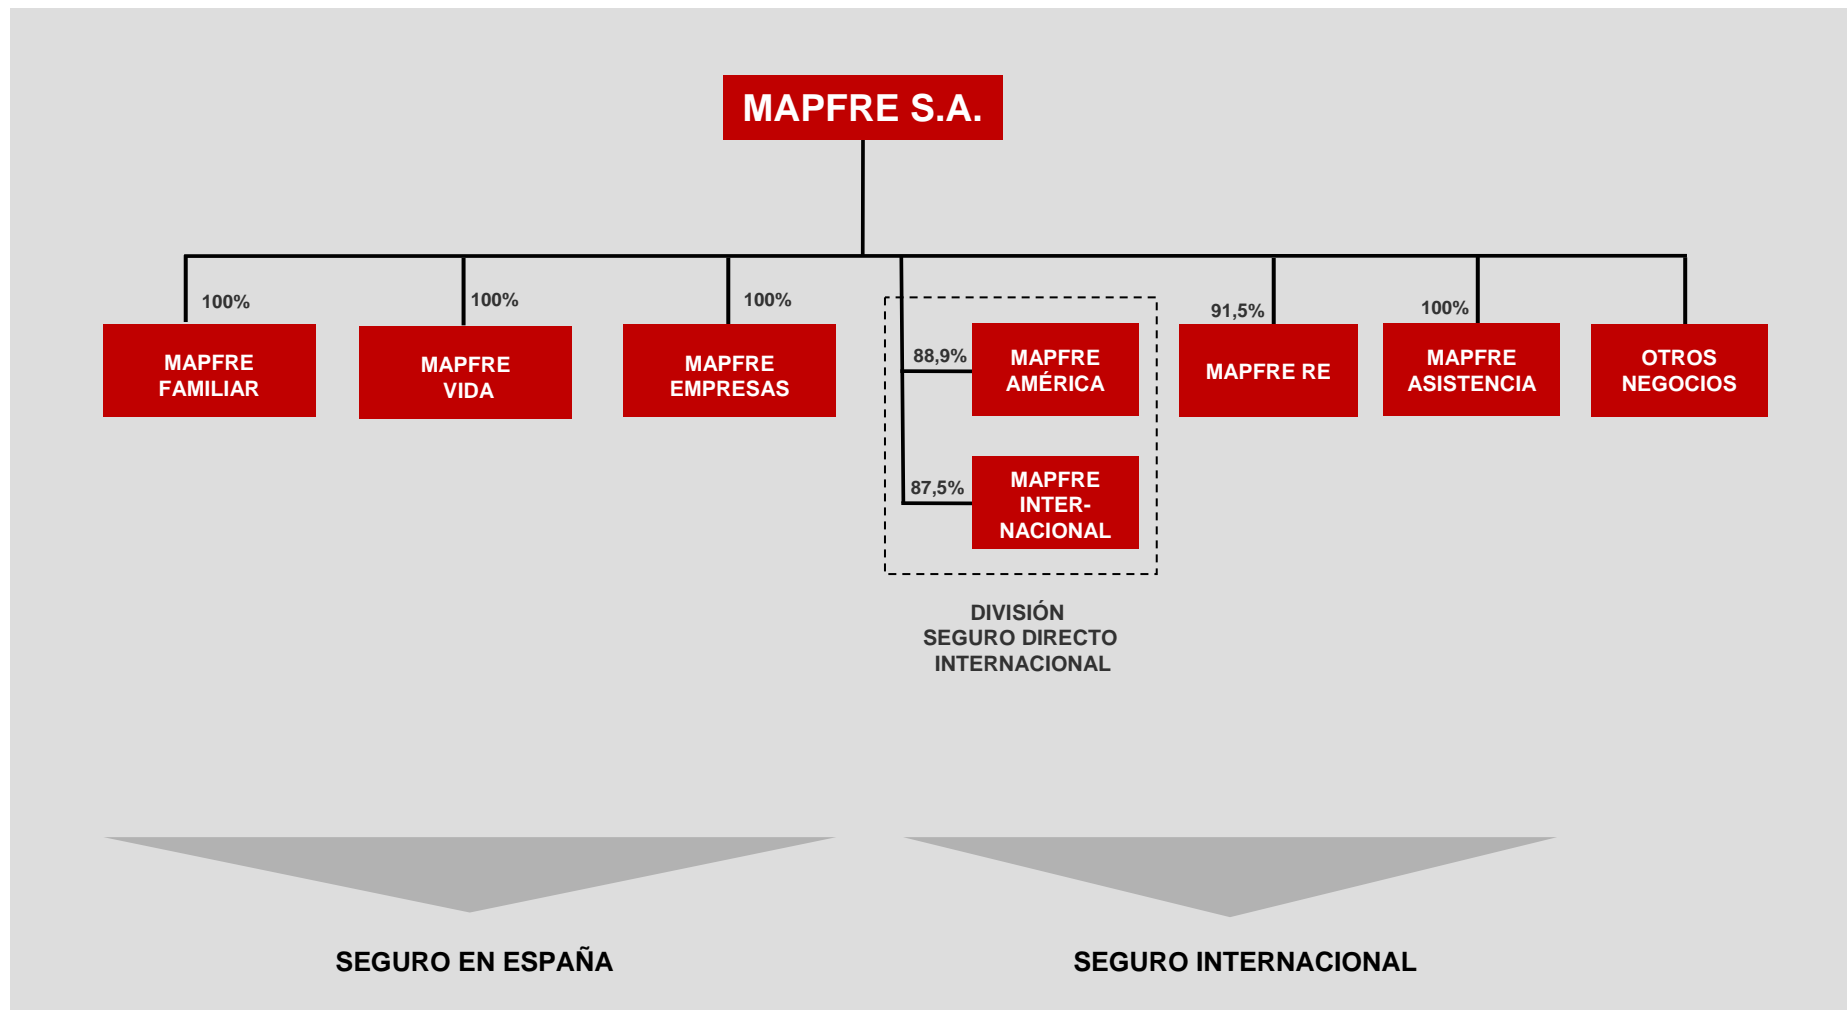 MAPFRE S.A.
100%
MAPFRE
FAMILIAR
100%
MAPFRE
VIDA
100%
MAPFRE
EMPRESAS
88,9%
MAPFRE
AMÉRICA
87,5%
MAPFRE
INTER-
NACIONAL
DIVISIÓN
SEGURO DIRECTO
INTERNACIONAL
91,5%
MAPFRE RE
100%
MAPFRE
ASISTENCIA
OTROS
NEGOCIOS
SEGURO EN ESPAÑA
SEGURO INTERNACIONAL